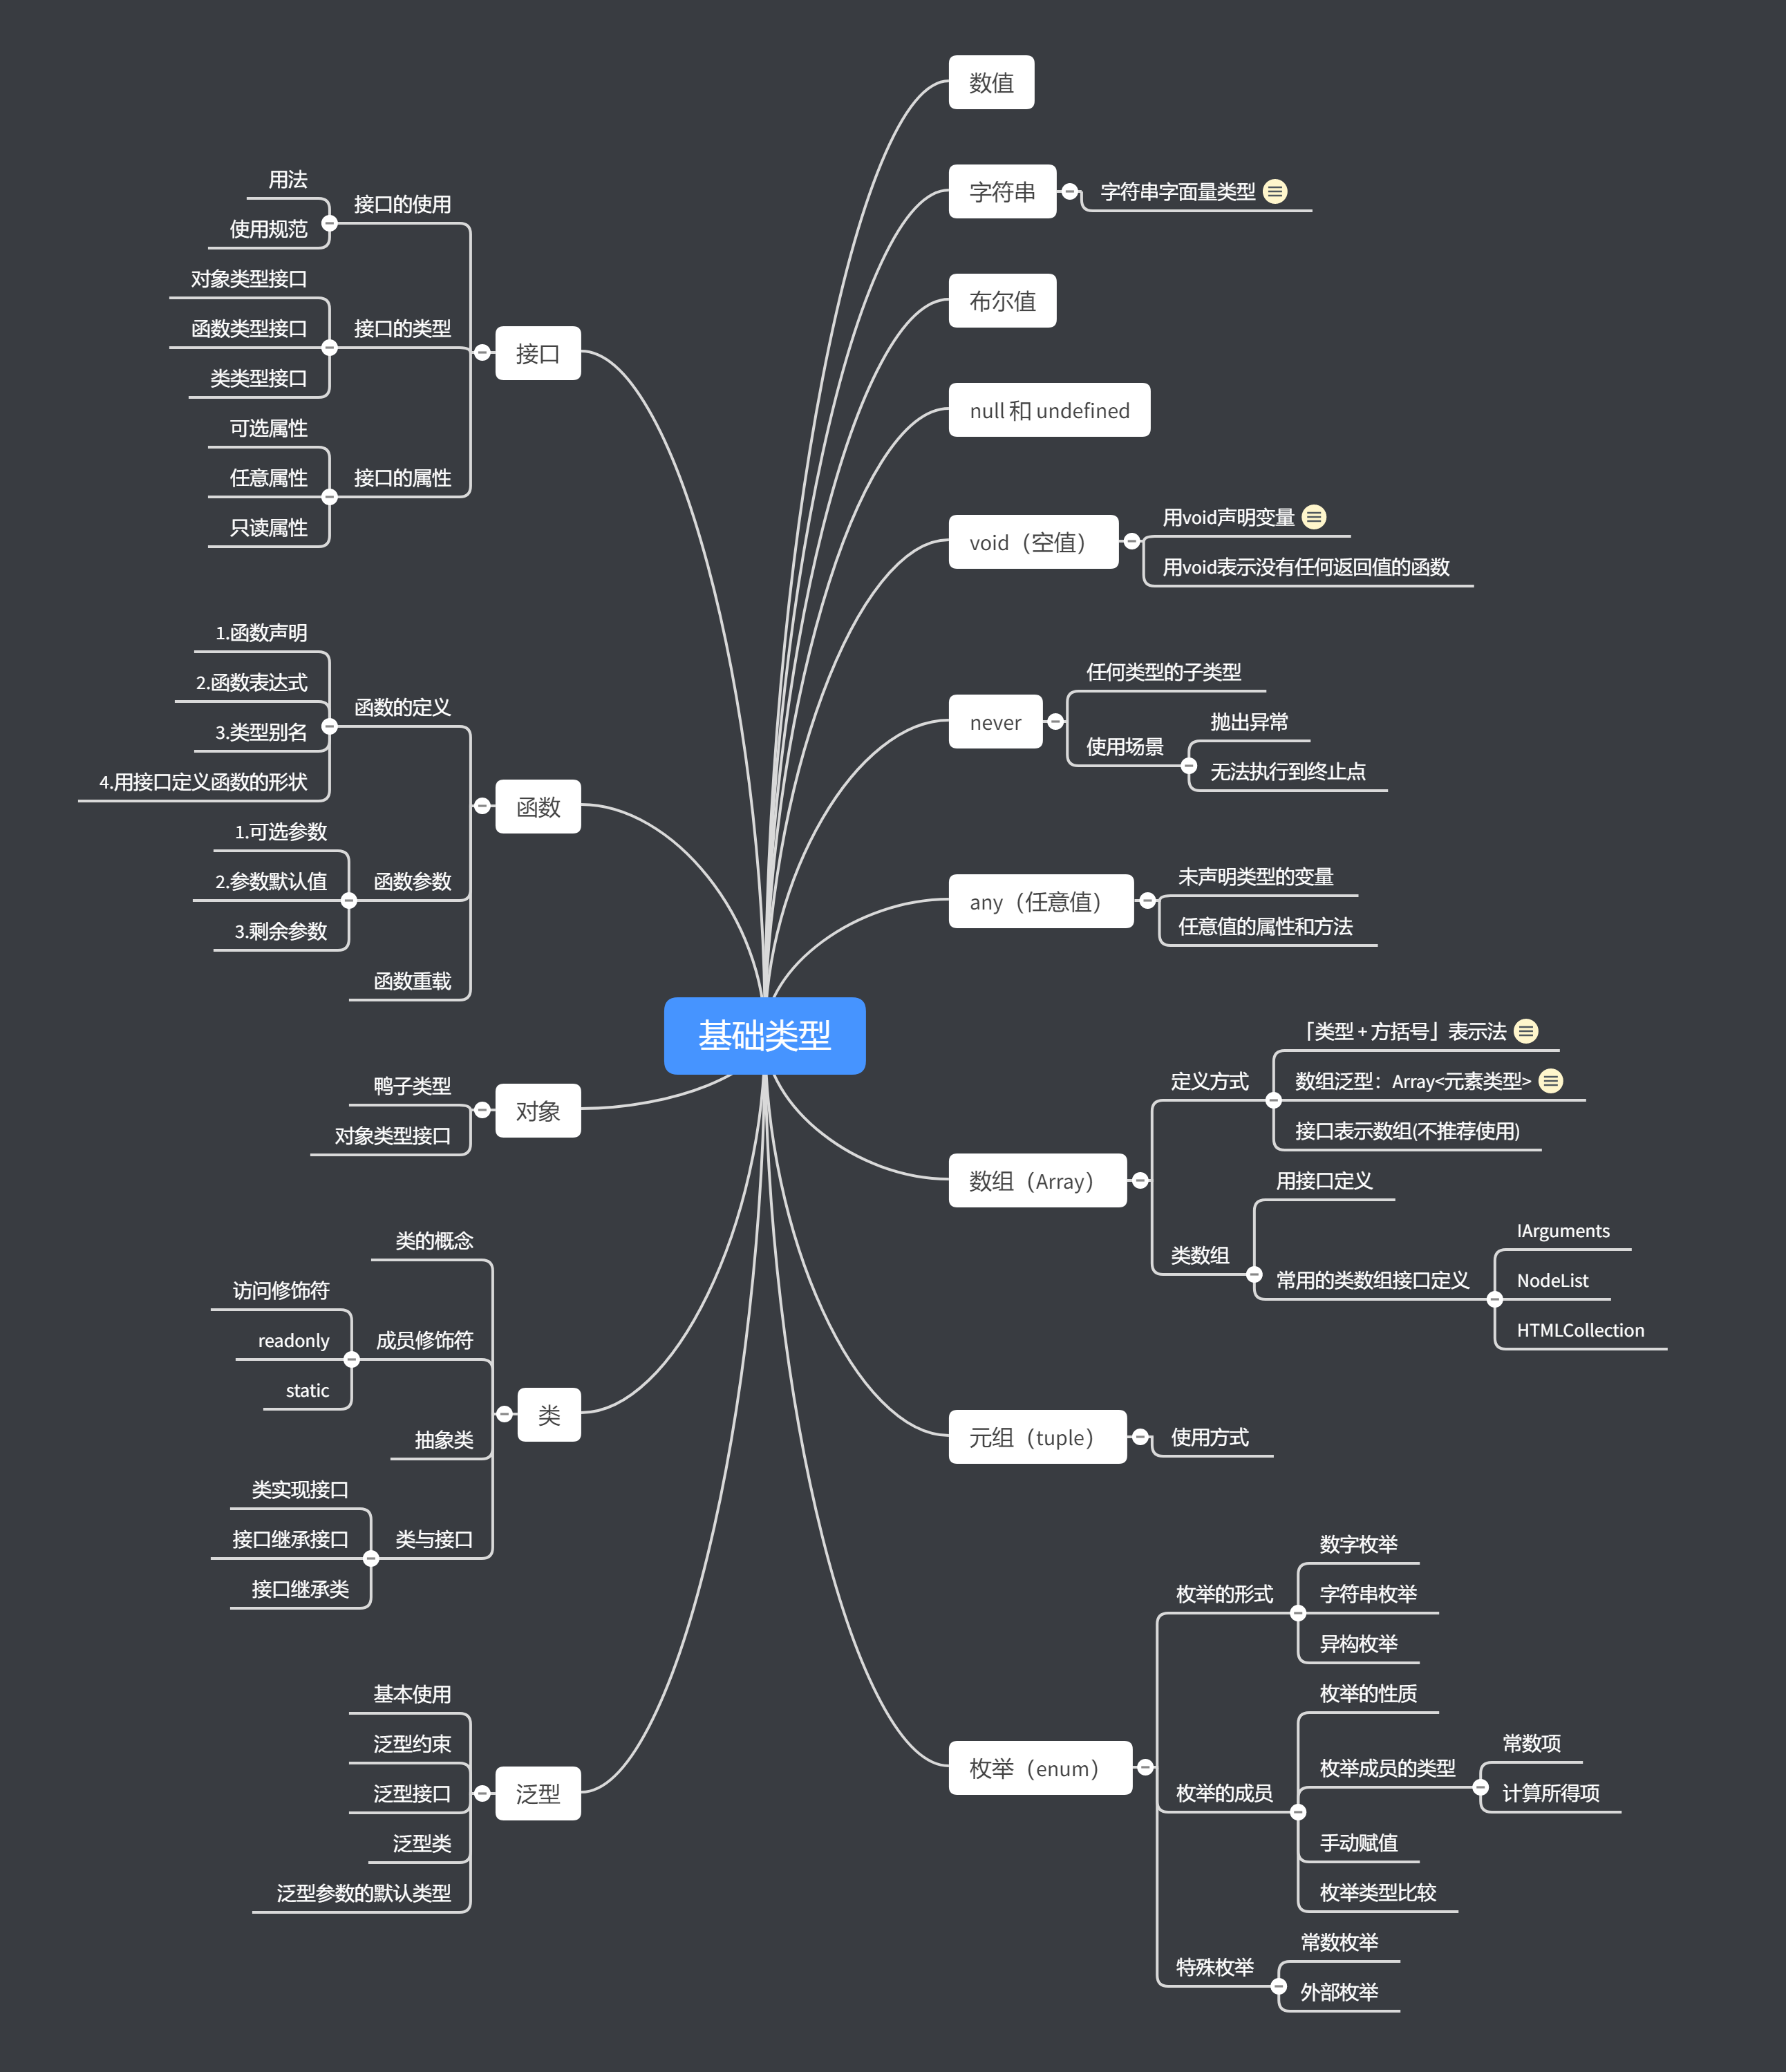 基础类型
数值
字符串
字符串字面量类型
布尔值
null 和 undefined
void（空值）
用void声明变量
用void表示没有任何返回值的函数
never
任何类型的子类型
使用场景
抛出异常
无法执行到终止点
any（任意值）
未声明类型的变量
任意值的属性和方法
数组（Array）
定义方式
「类型 + 方括号」表示法
数组泛型：Array<元素类型>
接口表示数组(不推荐使用)
类数组
用接口定义
常用的类数组接口定义
IArguments
NodeList
HTMLCollection
元组（tuple）
使用方式
枚举（enum）
枚举的形式
数字枚举
字符串枚举
异构枚举
枚举的成员
枚举的性质
枚举成员的类型
常数项
计算所得项
手动赋值
枚举类型比较
特殊枚举
常数枚举
外部枚举
接口
接口的使用
用法
使用规范
接口的类型
对象类型接口
函数类型接口
类类型接口
接口的属性
可选属性
任意属性
只读属性
函数
函数的定义
1.函数声明
2.函数表达式
3.类型别名
4.用接口定义函数的形状
函数参数
1.可选参数
2.参数默认值
3.剩余参数
函数重载
对象
鸭子类型
对象类型接口
类
类的概念
成员修饰符
访问修饰符
readonly
static
抽象类
类与接口
类实现接口
接口继承接口
接口继承类
泛型
基本使用
泛型约束
泛型接口
泛型类
泛型参数的默认类型